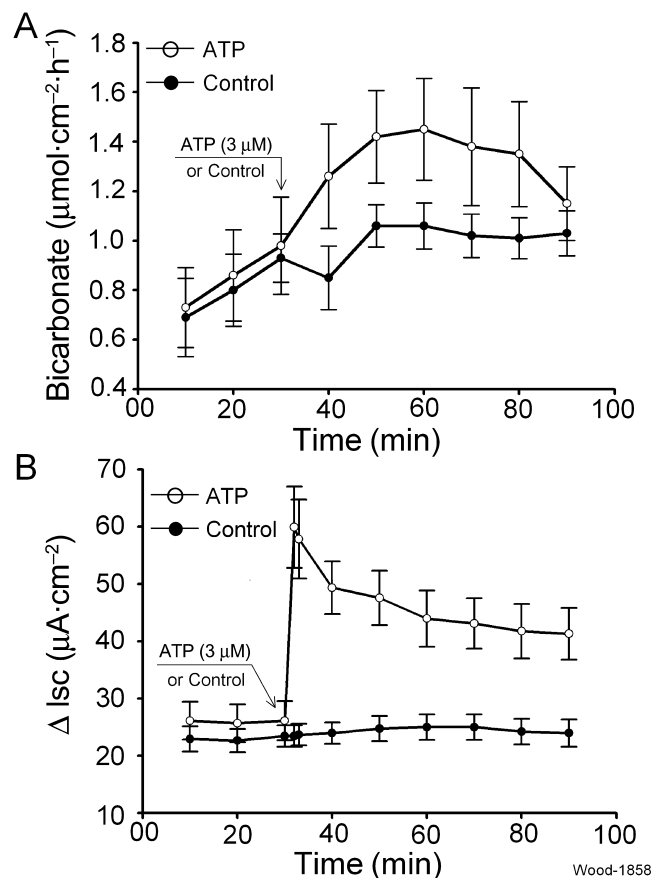 A
1.8
1.6
1.4
1.2
1.0
0.8
0.6
0.4
Bicarbonate (μmol·cm⁻²·h⁻¹)
ATP
Control
ATP (3 μM)
or Control
00 20 40 60 80 100
Time (min)
B
70
60
50
40
30
20
10
Δ Isc (μA·cm⁻²)
ATP
Control
ATP (3 μM)
or Control
00 20 40 60 80 100
Time (min)
Wood-1858